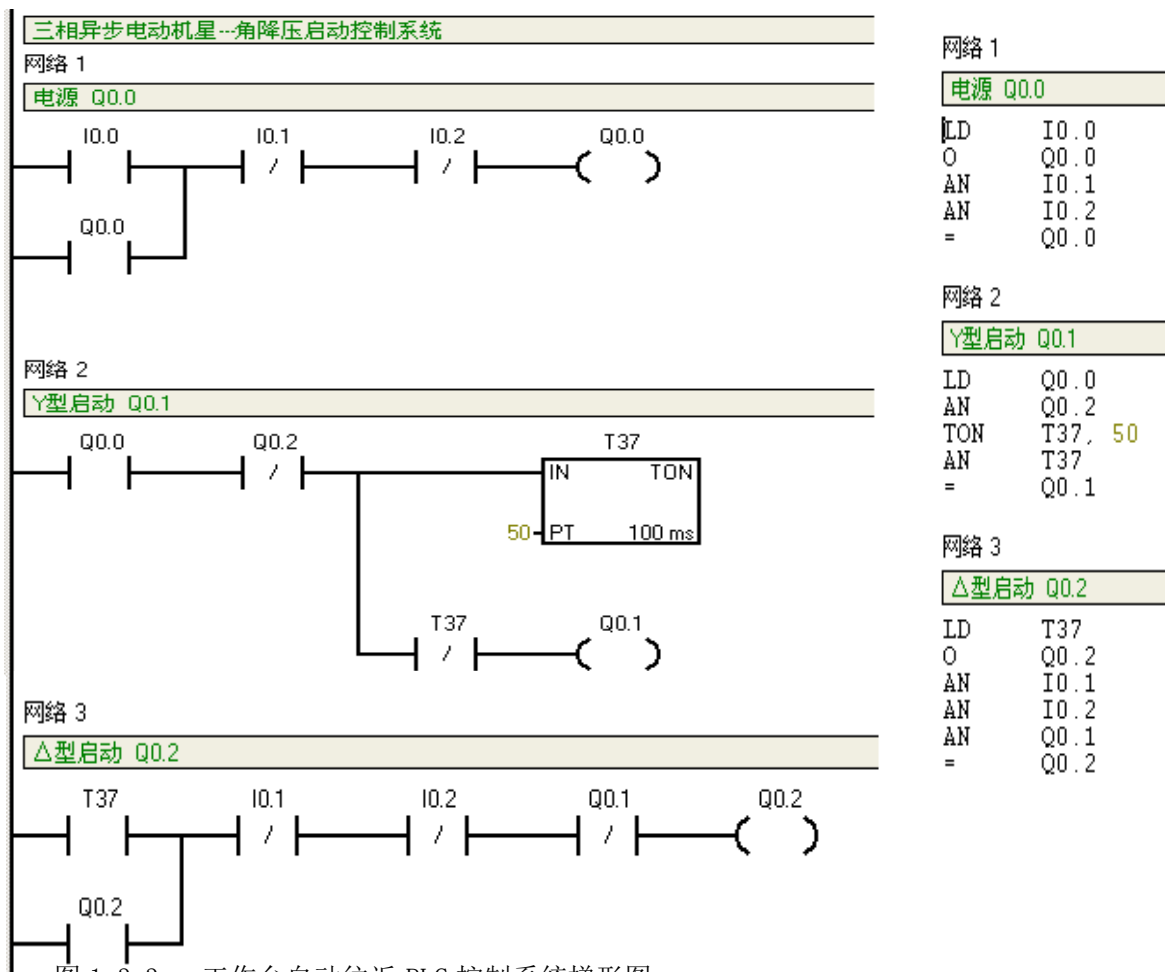 三相异步电动机星---角降压启动控制系统
网络 1
电源 Q0.0
I0.0 I0.1 I0.2 Q0.0
/ /
Q0.0
网络 2
Y型启动 Q0.1
Q0.0 Q0.2 T37
/ IN TON
50 PT 100 ms
T37 Q0.1
/
网络 3
△型启动 Q0.2
T37 I0.1 I0.2 Q0.1 Q0.2
/ / /
Q0.2
图 1-2-3 工作台自动往返 PLC 控制系统梯形图
网络 1
电源 Q0.0
LD I0.0
O Q0.0
AN I0.1
AN I0.2
= Q0.0
网络 2
Y型启动 Q0.1
LD Q0.0
AN Q0.2
TON T37, 50
AN T37
= Q0.1
网络 3
△型启动 Q0.2
LD T37
O Q0.2
AN I0.1
AN I0.2
AN Q0.1
= Q0.2